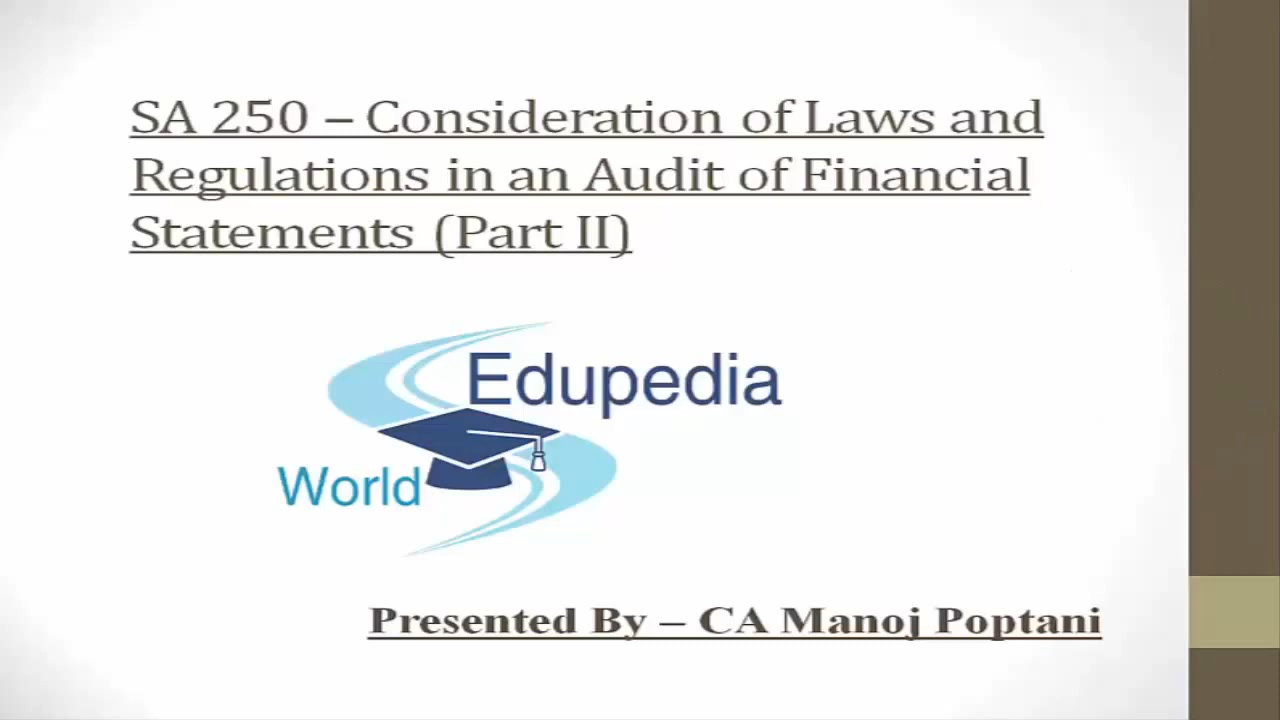 SA 250 – Consideration of Laws and
Regulations in an Audit of Financial
Statements (Part II)
Edupedia
World
Presented By – CA Manoj Poptani